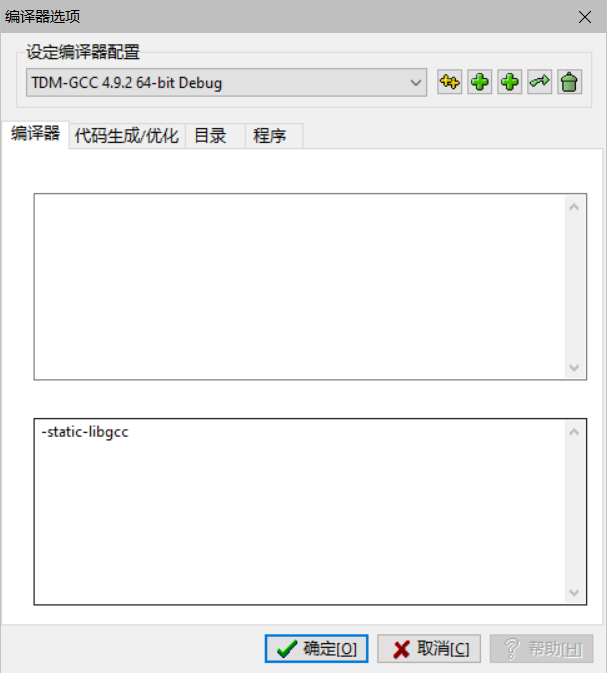 编译器选项
设定编译器配置
TDM-GCC 4.9.2 64-bit Debug
编译器 代码生成/优化 目录 程序
-static-libgcc
确定[O] 取消[C] 帮助[H]